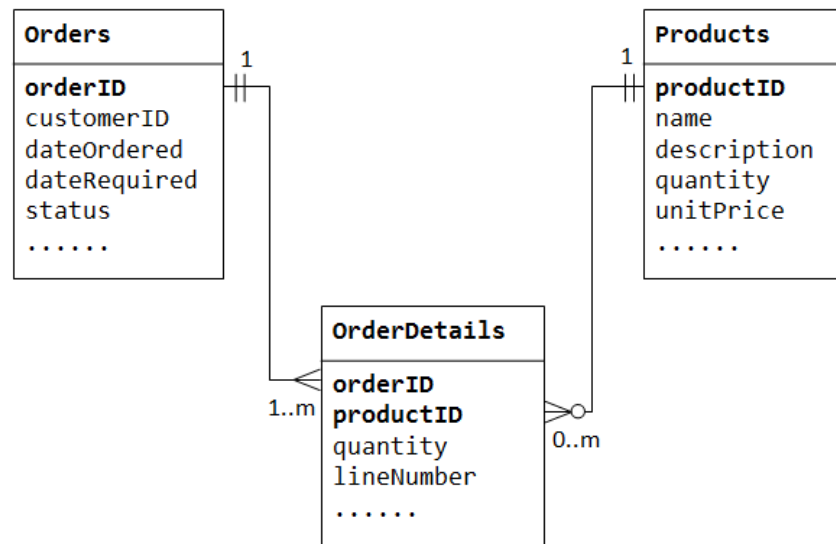 Orders
orderID
customerID
dateOrdered
dateRequired
status
......
1
1
Products
productID
name
description
quantity
unitPrice
......
OrderDetails
orderID
productID
quantity
lineNumber
......
1..m
0..m